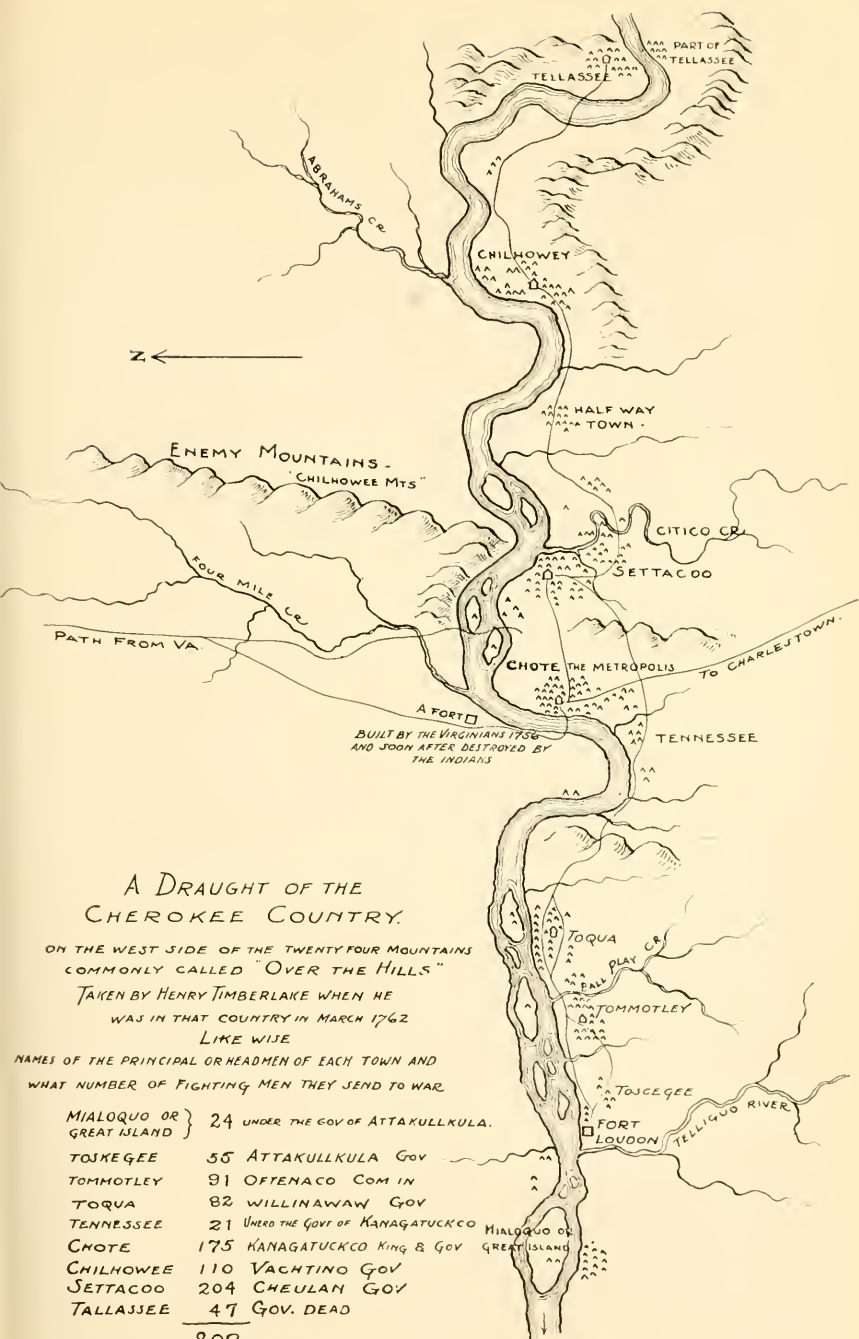 PART OF
TELLASSEE
TELLASSEE
ABRAHAMS CR
CHILHOWEY
N
HALF WAY
TOWN.
ENEMY MOUNTAINS-
"CHILHOWEE MTS"
CITICO CR.
SETTACOO
FOUR MILE CR
PATH FROM VA.
CHOTE THE METROPOLIS
TO CHARLESTOWN.
A FORT
BUILT BY THE VIRGINIANS 1756
AND SOON AFTER DESTROYED BY
THE INDIANS
TENNESSEE
A DRAUGHT OF THE
CHEROKEE COUNTRY.
ON THE WEST SIDE OF THE TWENTY FOUR MOUNTAINS
COMMONLY CALLED "OVER THE HILLS"
TAKEN BY HENRY TIMBERLAKE WHEN HE
WAS IN THAT COUNTRY IN MARCH 1762
LIKE WISE
NAMES OF THE PRINCIPAL OR HEADMEN OF EACH TOWN AND
WHAT NUMBER OF FIGHTING MEN THEY SEND TO WAR
MIALOQUO OR
GREAT ISLAND } 24 UNDER THE GOV OF ATTAKULLKULA.
TOSKEGEE 55 ATTAKULLKULA GOV
TOMMOTLEY 91 OFTENACO COM IN
TOQUA 82 WILLINAWAW GOV
TENNESSEE 21 UNERD THE GOVT OF KANAGATUCKCO
CHOTE 175 KANAGATUCKCO KING & GOV
CHILHOWEE 110 YACHTINO GOV
SETTACOO 204 CHEULAN GOV
TALLASSEE 47 GOV. DEAD
809
TOQUA
BALL PLAY CR
TOMMOTLEY
TOSCEGEE
FORT
LOUDON
TELLIQUO RIVER
MIALOQUO OR
GREAT ISLAND